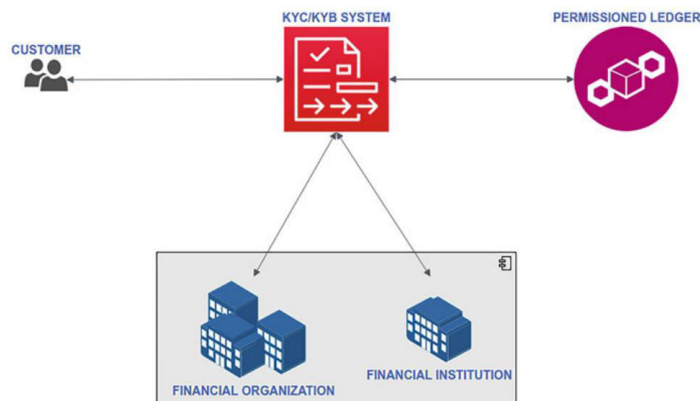 KYC/KYB SYSTEM
PERMISSIONED LEDGER
CUSTOMER
FINANCIAL ORGANIZATION
FINANCIAL INSTITUTION